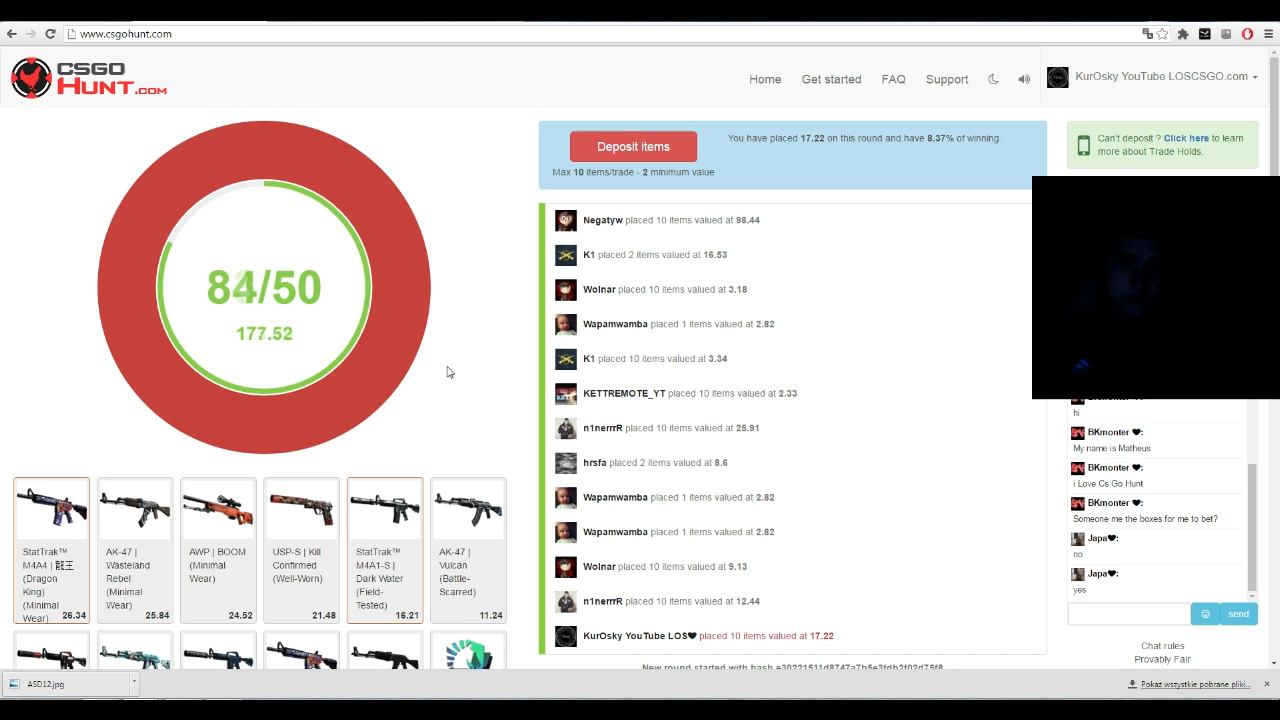 www.csgohunt.com
CSGO
HUNT.COM
Home Get started FAQ Support
KurOsky YouTube LOSCSGO.com
Deposit items
You have placed 17.22 on this round and have 8.37% of winning.
Max 10 items/trade - 2 minimum value
Can't deposit ? Click here to learn
more about Trade Holds.
84/50
177.52
Negatyw placed 10 items valued at 98.44
K1 placed 2 items valued at 16.53
Wolnar placed 10 items valued at 3.18
Wapamwamba placed 1 items valued at 2.82
K1 placed 10 items valued at 3.34
KETTREMOTE_YT placed 10 items valued at 2.33
n1nerrrR placed 10 items valued at 25.91
hrsfa placed 2 items valued at 8.6
Wapamwamba placed 1 items valued at 2.82
Wapamwamba placed 1 items valued at 2.82
Wolnar placed 10 items valued at 9.13
n1nerrrR placed 10 items valued at 12.44
KurOsky YouTube LOS♥ placed 10 items valued at 17.22
New round started with hash e30221511d8747a7b5e3fdb2f02d75f8
hi
BKmonter ♥:
My name is Matheus
BKmonter ♥:
i Love Cs Go Hunt
BKmonter ♥:
Someone me the boxes for me to bet?
Japa♥:
no
Japa♥:
yes
send
Chat rules
Provably Fair
StatTrak™
M4A4 | 龍王
(Dragon
King)
(Minimal
Wear)
26.34
AK-47 |
Wasteland
Rebel
(Minimal
Wear)
25.84
AWP | BOOM
(Minimal
Wear)
24.52
USP-S | Kill
Confirmed
(Well-Worn)
21.48
StatTrak™
M4A1-S |
Dark Water
(Field-
Tested)
16.21
AK-47 |
Vulcan
(Battle-
Scarred)
11.24
ASD12.jpg
Pokaż wszystkie pobrane pliki...